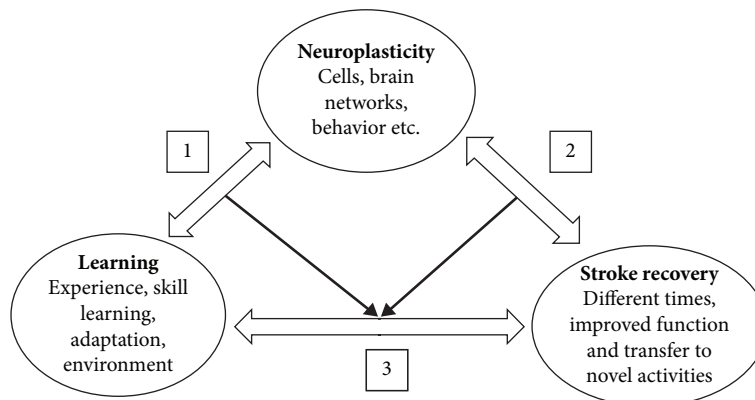 Neuroplasticity
Cells, brain
networks,
behavior etc.
1
2
Learning
Experience, skill
learning,
adaptation,
environment
Stroke recovery
Different times,
improved function
and transfer to
novel activities
3